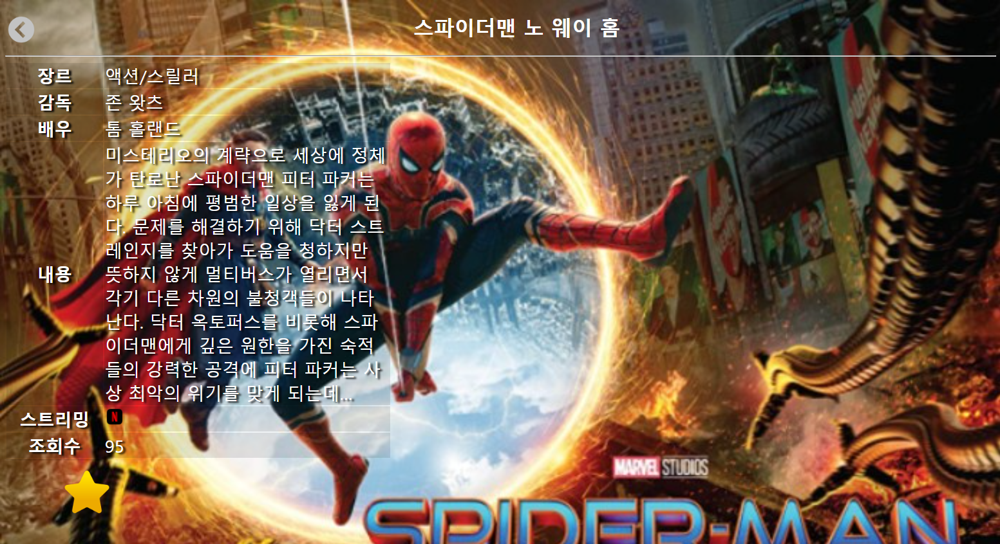 스파이더맨 노 웨이 홈
장르 액션/스릴러
감독 존 왓츠
배우 톰 홀랜드
내용
미스테리오의 계략으로 세상에 정체
가 탄로난 스파이더맨 피터 파커는
하루 아침에 평범한 일상을 잃게 된
다. 문제를 해결하기 위해 닥터 스트
레인지를 찾아가 도움을 청하지만
뜻하지 않게 멀티버스가 열리면서
각기 다른 차원의 불청객들이 나타
난다. 닥터 옥토퍼스를 비롯해 스파
이더맨에게 깊은 원한을 가진 숙적
들의 강력한 공격에 피터 파커는 사
상 최악의 위기를 맞게 되는데...
스트리밍 N
조회수 95
MARVEL STUDIOS
SPIDER-MAN